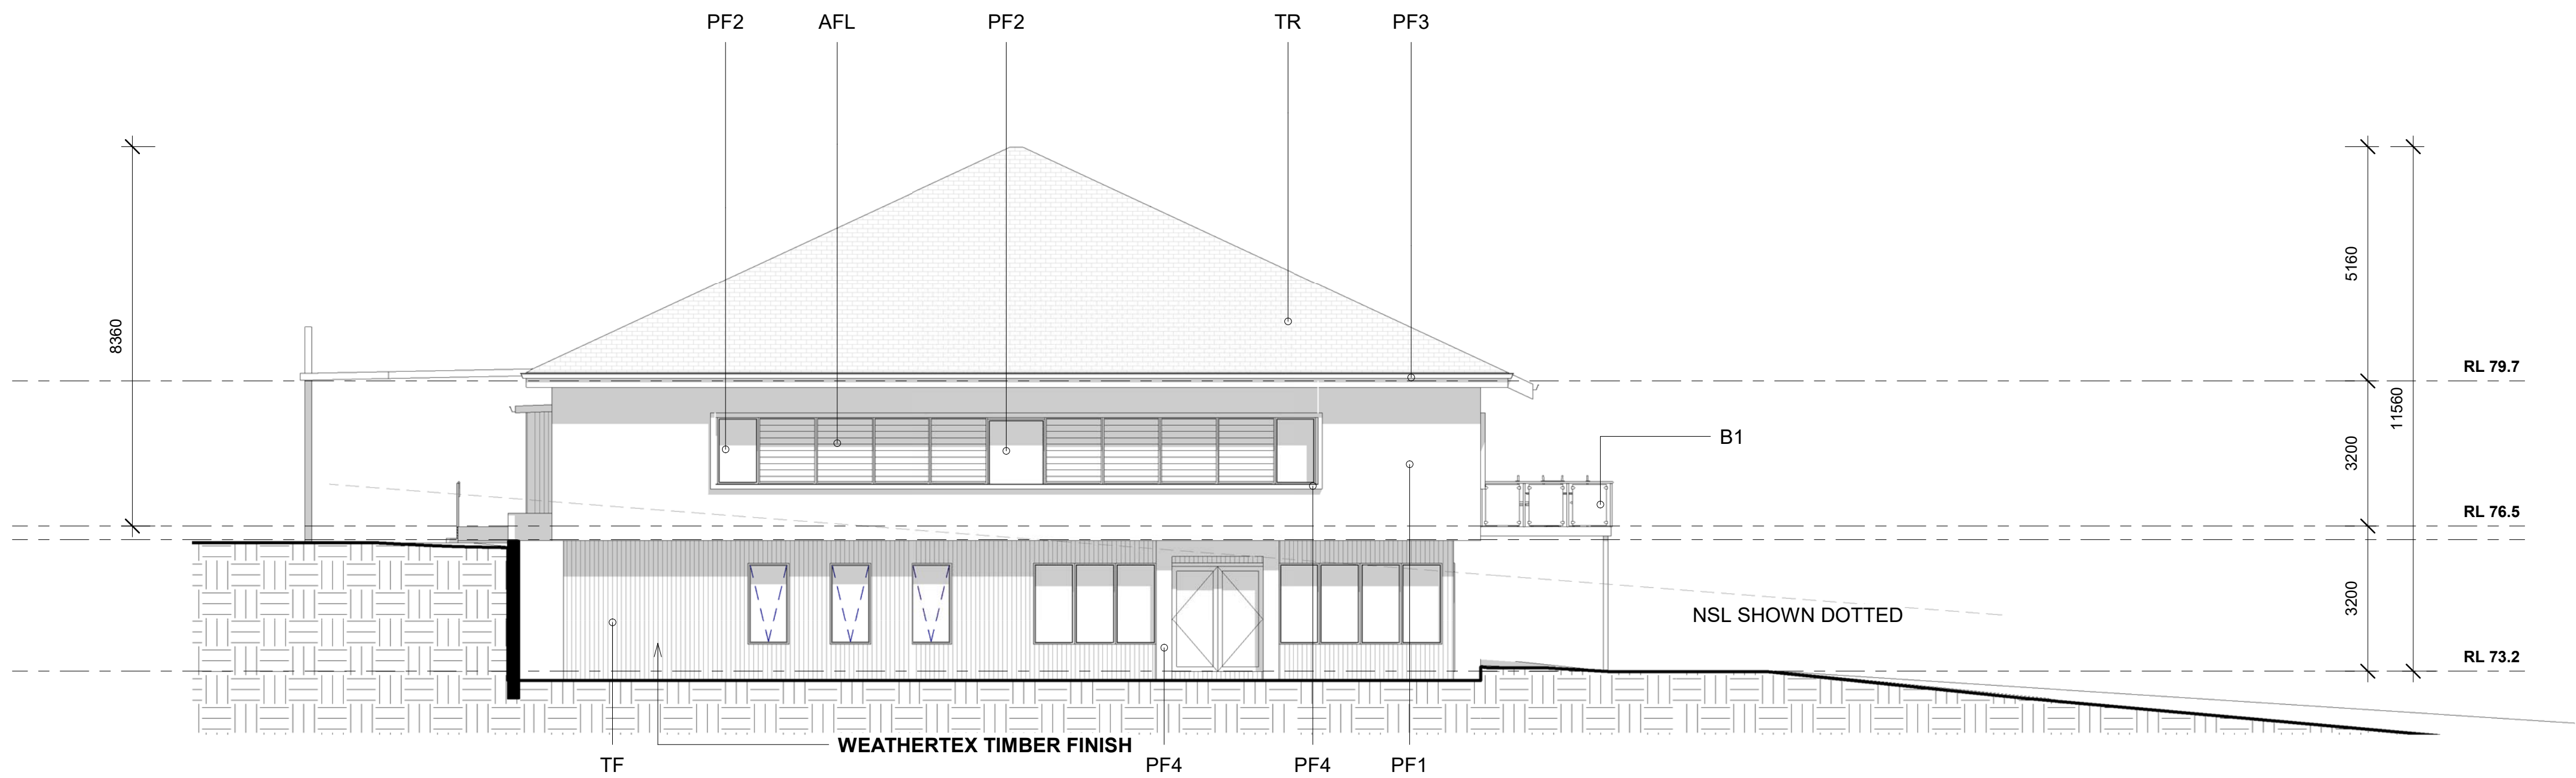 PF2
AFL
PF2
TR
PF3
8360
5160
RL 79.7
11560
3200
B1
RL 76.5
3200
NSL SHOWN DOTTED
RL 73.2
WEATHERTEX TIMBER FINISH
TF
PF4
PF4
PF1